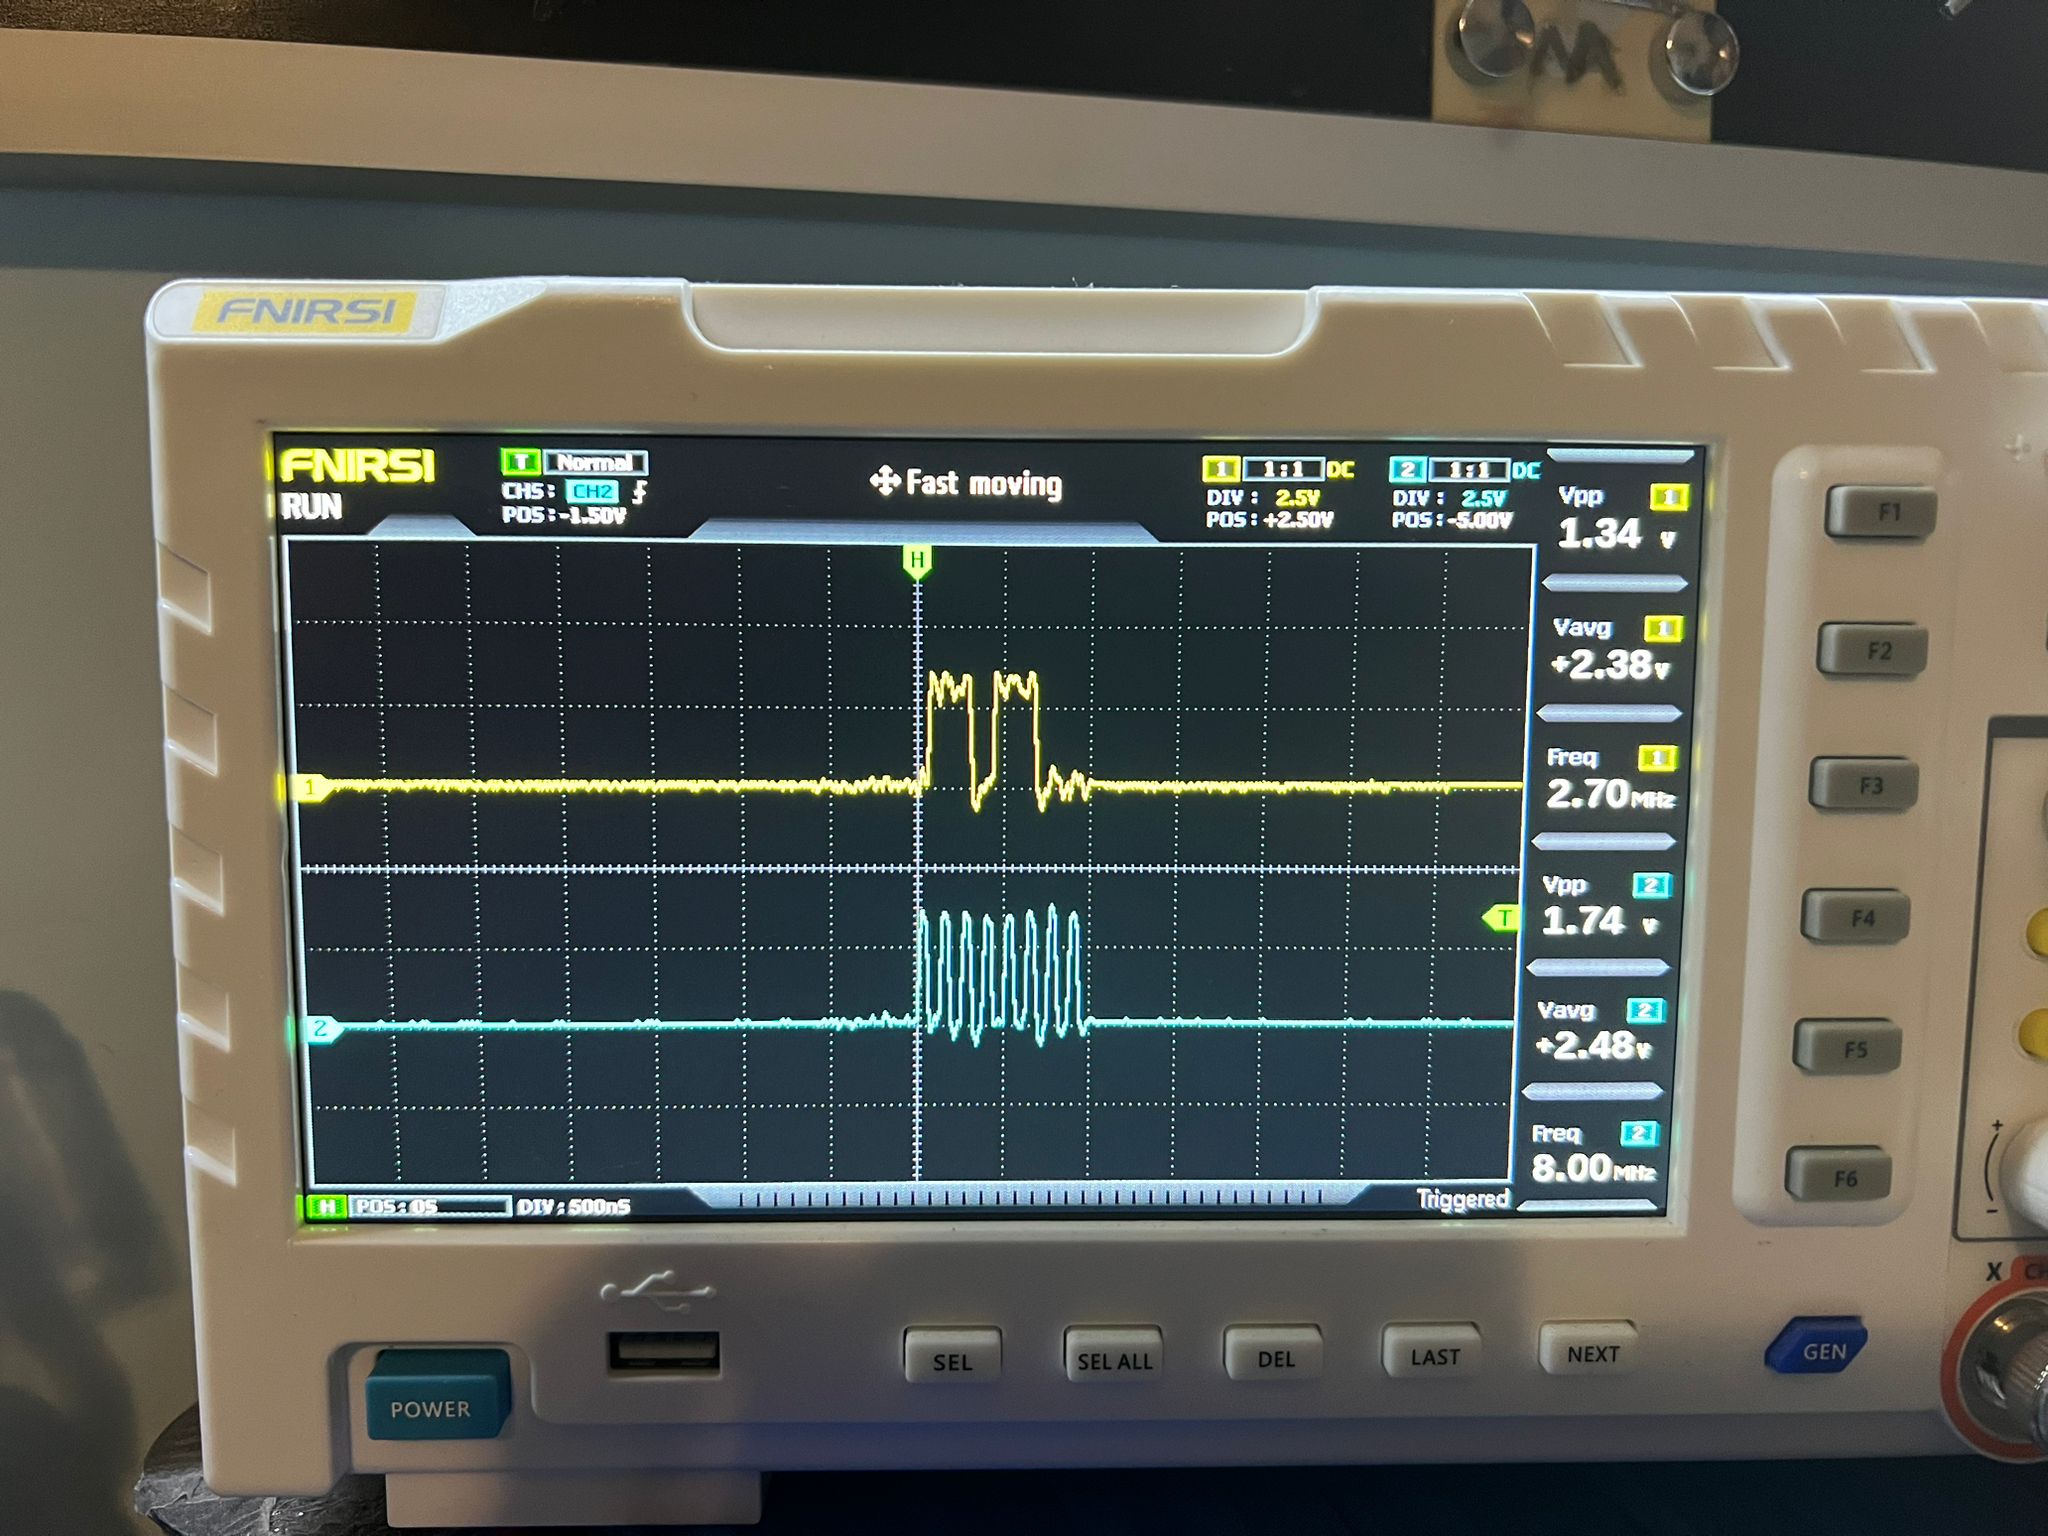 M
FNIRSI
FNIRSI
RUN
T Normal
CHS: CH2
POS:-1.50V
Fast moving
1 1:1 DC
DIV: 2.5V
POS:+2.50V
2 1:1 DC
DIV: 2.5V
POS:-5.00V
H
1
2
T
Vpp 1
1.34 V
Vavg 1
+2.38V
Freq 1
2.70MHz
Vpp 2
1.74 V
Vavg 2
+2.48V
Freq 2
8.00MHz
H POS:0S DIV:500nS
Triggered
F1
F2
F3
F4
F5
F6
+
-
X
POWER
SEL
SEL ALL
DEL
LAST
NEXT
GEN